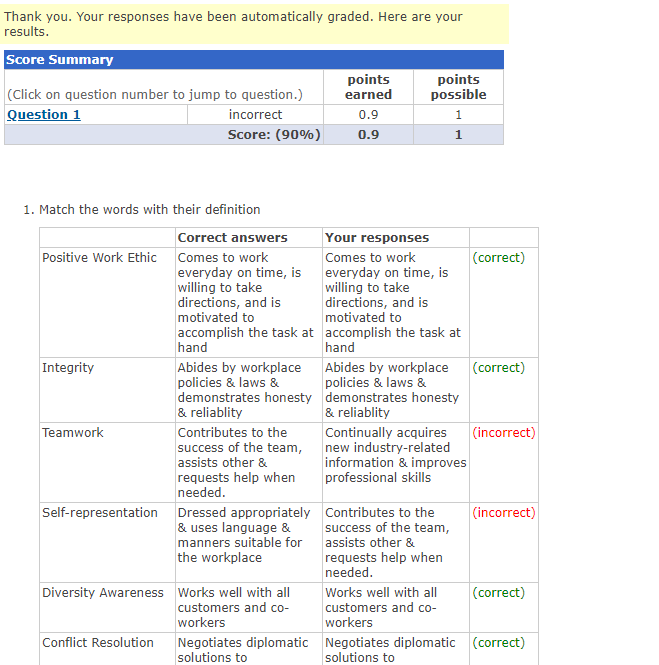 Thank you. Your responses have been automatically graded. Here are your
results.
Score Summary
(Click on question number to jump to question.)
points
earned
points
possible
Question 1
incorrect
0.9
1
Score: (90%)
0.9
1
1. Match the words with their definition
Correct answers
Your responses
Positive Work Ethic
Comes to work
everyday on time, is
willing to take
directions, and is
motivated to
accomplish the task at
hand
Comes to work
everyday on time, is
willing to take
directions, and is
motivated to
accomplish the task at
hand
(correct)
Integrity
Abides by workplace
policies & laws &
demonstrates honesty
& reliablity
Abides by workplace
policies & laws &
demonstrates honesty
& reliablity
(correct)
Teamwork
Contributes to the
success of the team,
assists other &
requests help when
needed.
Continually acquires
new industry-related
information & improves
professional skills
(incorrect)
Self-representation
Dressed appropriately
& uses language &
manners suitable for
the workplace
Contributes to the
success of the team,
assists other &
requests help when
needed.
(incorrect)
Diversity Awareness
Works well with all
customers and co-
workers
Works well with all
customers and co-
workers
(correct)
Conflict Resolution
Negotiates diplomatic
solutions to
Negotiates diplomatic
solutions to
(correct)